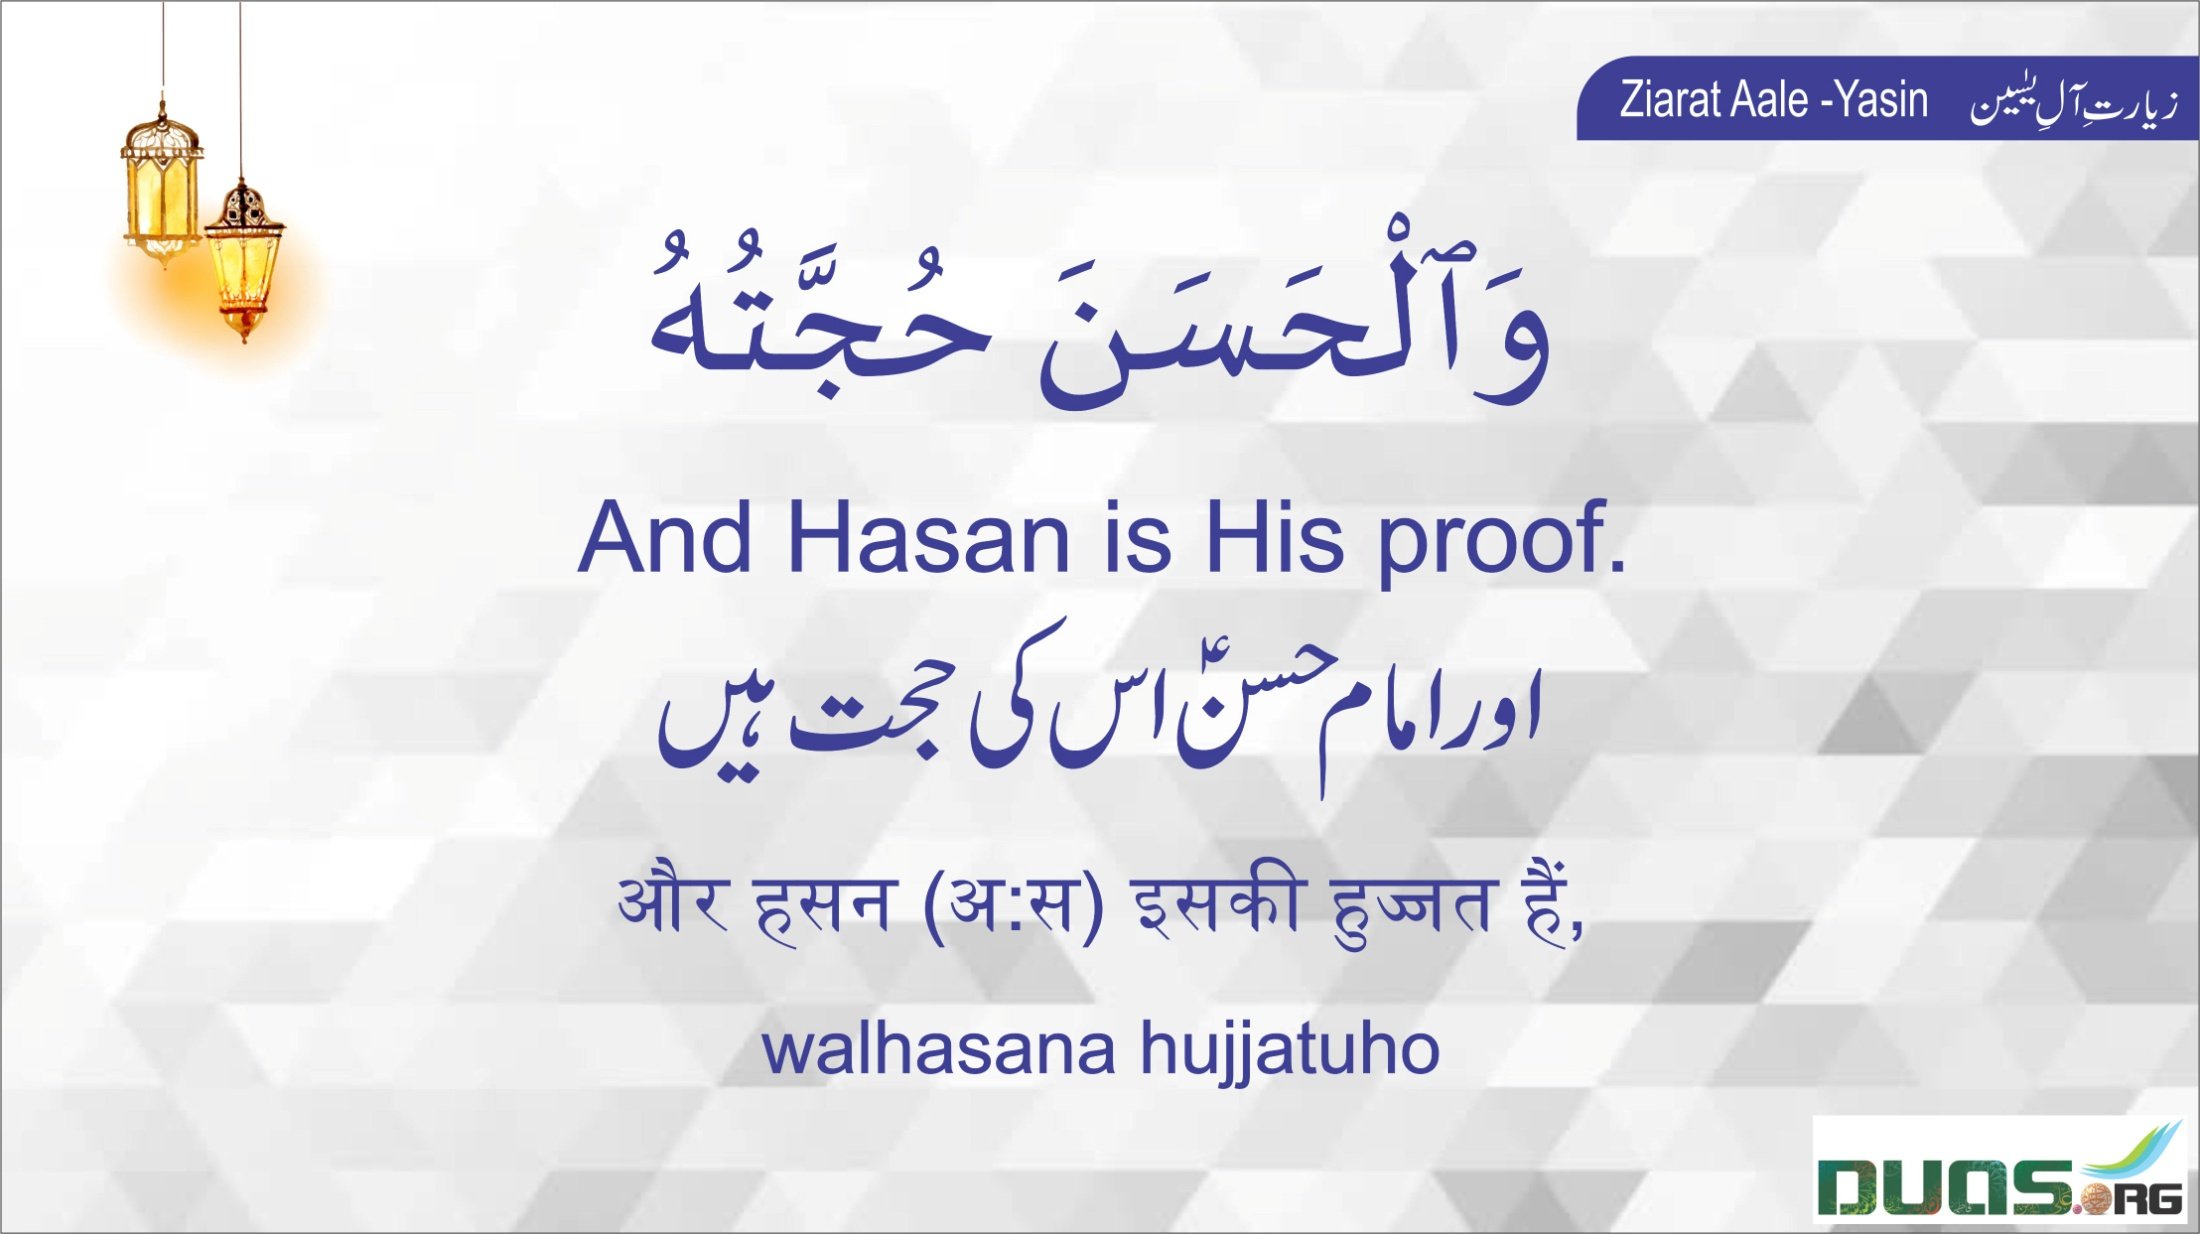 Ziarat Aale -Yasin زیارتِ آلِ یٰسین
وَٱلْحَسَنَ حُجَّتُهُ
And Hasan is His proof.
اور امام حسنؑ اس کی حجت ہیں
और हसन (अ:स) इसकी हुज्जत हैं,
walhasana hujjatuho
DUAS.ORG